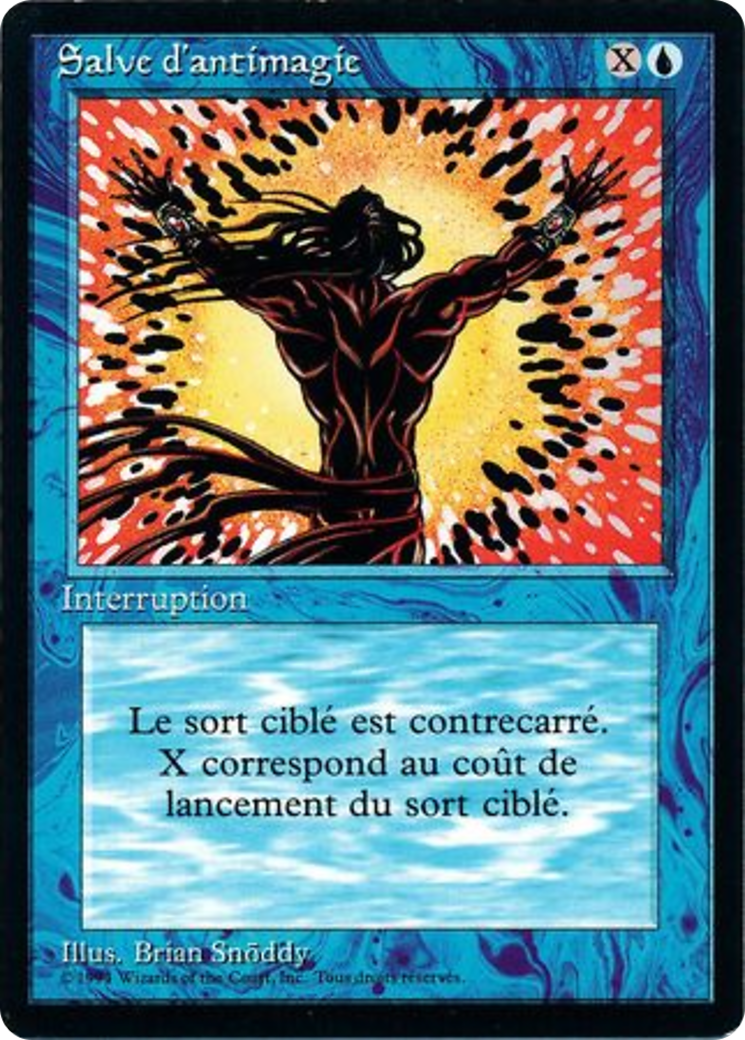 Salve d'antimagie X
Interruption
Le sort ciblé est contrecarré.
X correspond au coût de
lancement du sort ciblé.
Illus. Brian Snōddy
© 1994 Wizards of the Coast, Inc. Tous droits réservés.